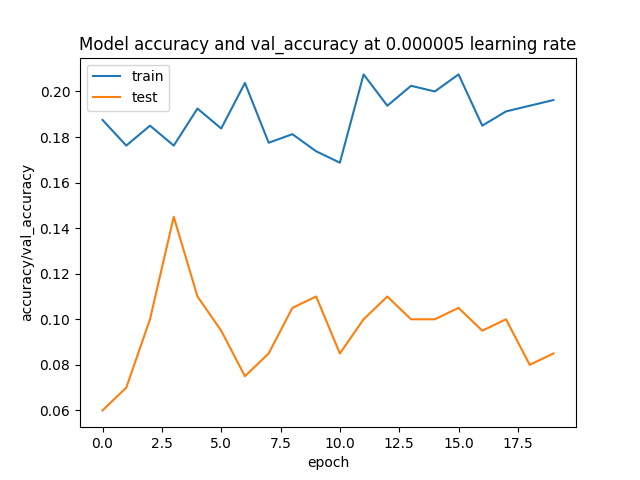 Model accuracy and val_accuracy at 0.000005 learning rate
train
test
0.20
0.18
0.16
0.14
0.12
0.10
0.08
0.06
accuracy/val_accuracy
0.0 2.5 5.0 7.5 10.0 12.5 15.0 17.5
epoch